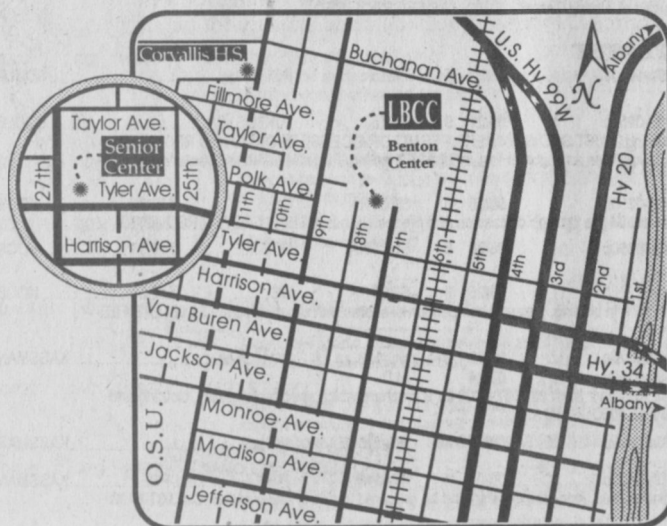 Corvallis H.S.
Buchanan Ave.
U.S. Hy 99W
Albany
N
Fillmore Ave.
LBCC
Benton
Center
Taylor Ave.
Taylor Ave.
Senior
Center
27th
25th
Tyler Ave.
Harrison Ave.
Polk Ave.
Hy 20
11th
10th
9th
8th
7th
6th
5th
4th
3rd
2nd
1st
Tyler Ave.
Harrison Ave.
Van Buren Ave.
Hy. 34
Jackson Ave.
Albany
O.S.U.
Monroe Ave.
Madison Ave.
Jefferson Ave.